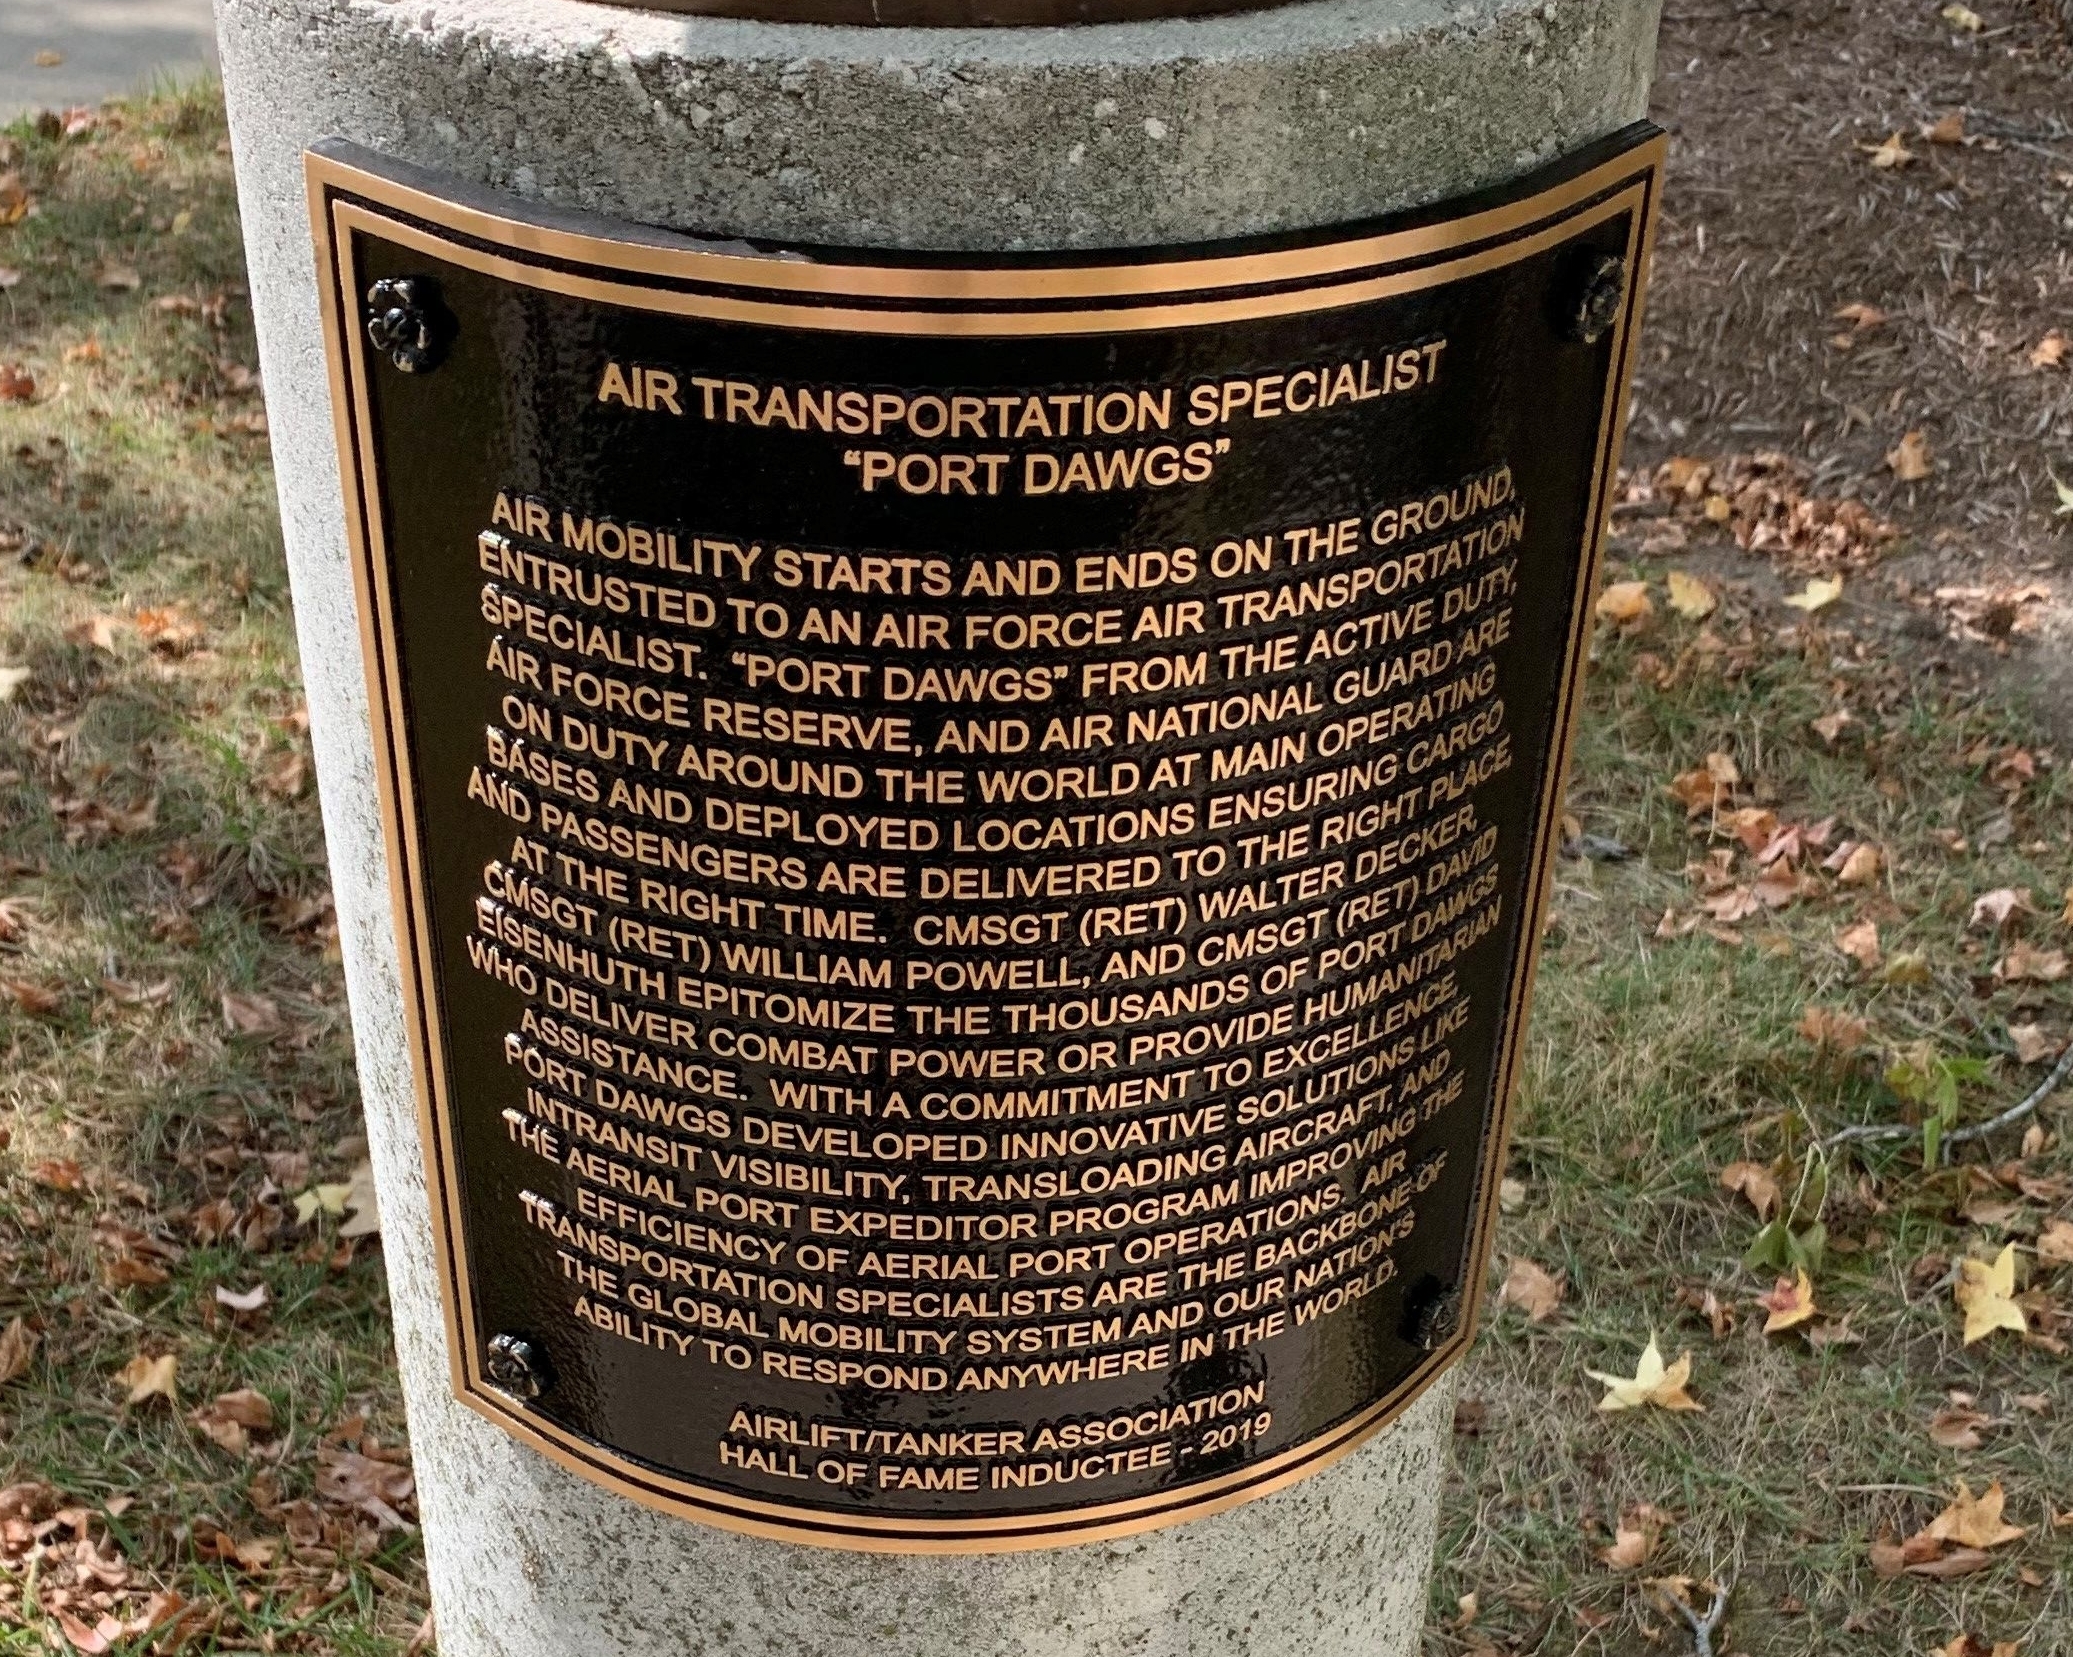 AIR TRANSPORTATION SPECIALIST
“PORT DAWGS”
AIR MOBILITY STARTS AND ENDS ON THE GROUND,
ENTRUSTED TO AN AIR FORCE AIR TRANSPORTATION
SPECIALIST. “PORT DAWGS” FROM THE ACTIVE DUTY,
AIR FORCE RESERVE, AND AIR NATIONAL GUARD ARE
ON DUTY AROUND THE WORLD AT MAIN OPERATING
BASES AND DEPLOYED LOCATIONS ENSURING CARGO
AND PASSENGERS ARE DELIVERED TO THE RIGHT PLACE,
AT THE RIGHT TIME. CMSGT (RET) WALTER DECKER,
CMSGT (RET) WILLIAM POWELL, AND CMSGT (RET) DAVID
EISENHUTH EPITOMIZE THE THOUSANDS OF PORT DAWGS
WHO DELIVER COMBAT POWER OR PROVIDE HUMANITARIAN
ASSISTANCE. WITH A COMMITMENT TO EXCELLENCE,
PORT DAWGS DEVELOPED INNOVATIVE SOLUTIONS LIKE
INTRANSIT VISIBILITY, TRANSLOADING AIRCRAFT, AND
THE AERIAL PORT EXPEDITOR PROGRAM IMPROVING THE
EFFICIENCY OF AERIAL PORT OPERATIONS. AIR
TRANSPORTATION SPECIALISTS ARE THE BACKBONE OF
THE GLOBAL MOBILITY SYSTEM AND OUR NATION'S
ABILITY TO RESPOND ANYWHERE IN THE WORLD.
AIRLIFT/TANKER ASSOCIATION
HALL OF FAME INDUCTEE - 2019